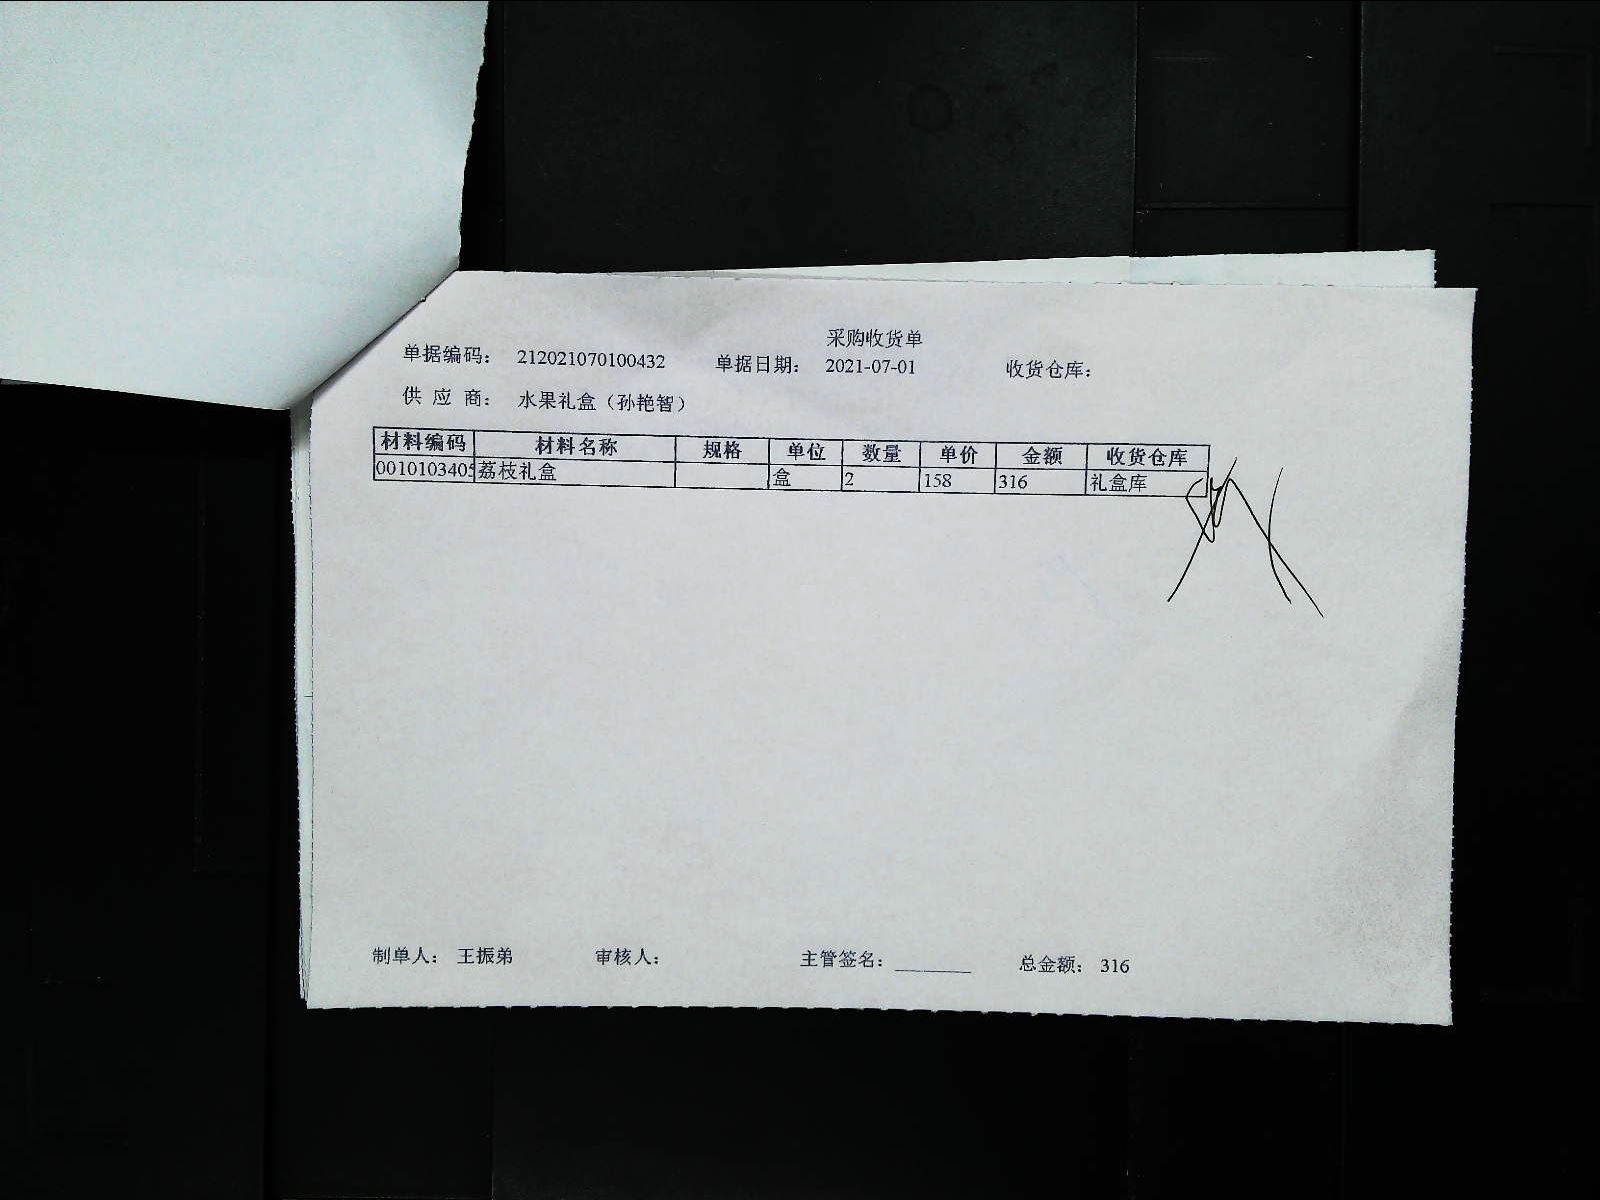 采购收货单
单据编码： 212021070100432 单据日期： 2021-07-01 收货仓库：
供 应 商： 水果礼盒（孙艳智）
材料编码 材料名称 规格 单位 数量 单价 金额 收货仓库
0010103405 荔枝礼盒 盒 2 158 316 礼盒库
制单人： 王振弟 审核人： 主管签名：________ 总金额： 316